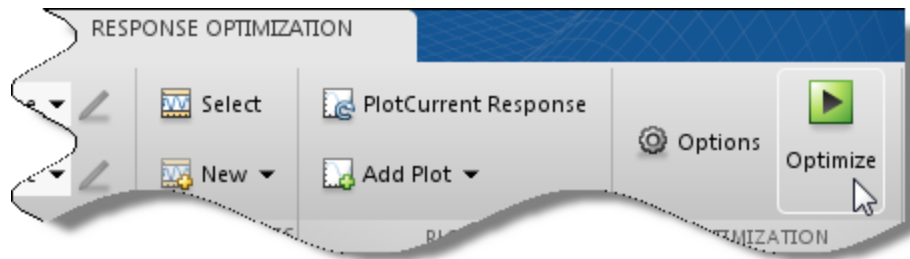 RESPONSE OPTIMIZATION
Select
PlotCurrent Response
Options
Optimize
New
Add Plot